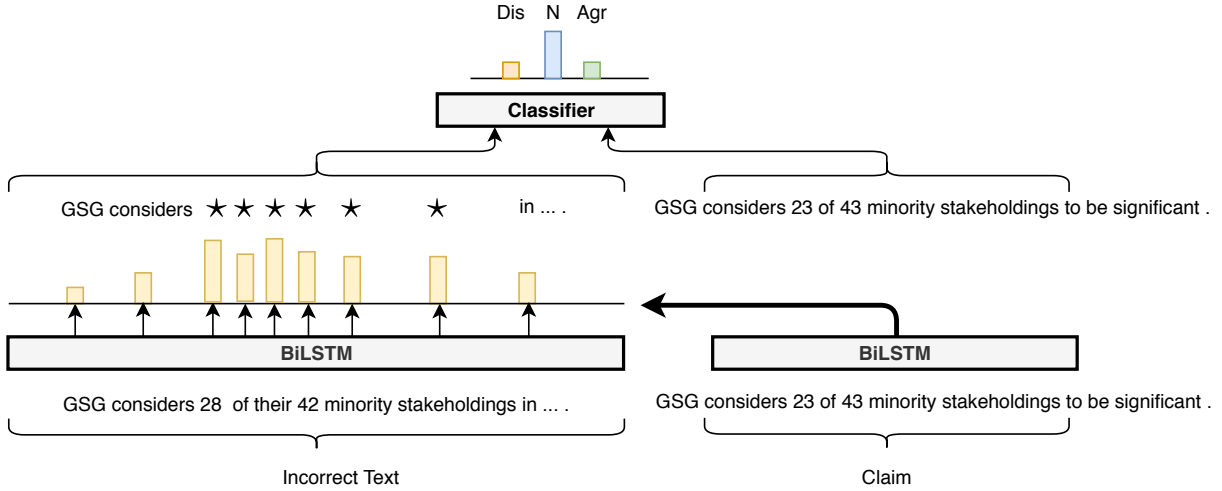 Dis N Agr
Classifier
GSG considers ★ ★ ★ ★ ★ ★ in ... .
GSG considers 23 of 43 minority stakeholdings to be significant .
BiLSTM
BiLSTM
GSG considers 28 of their 42 minority stakeholdings in ... .
GSG considers 23 of 43 minority stakeholdings to be significant .
Incorrect Text
Claim